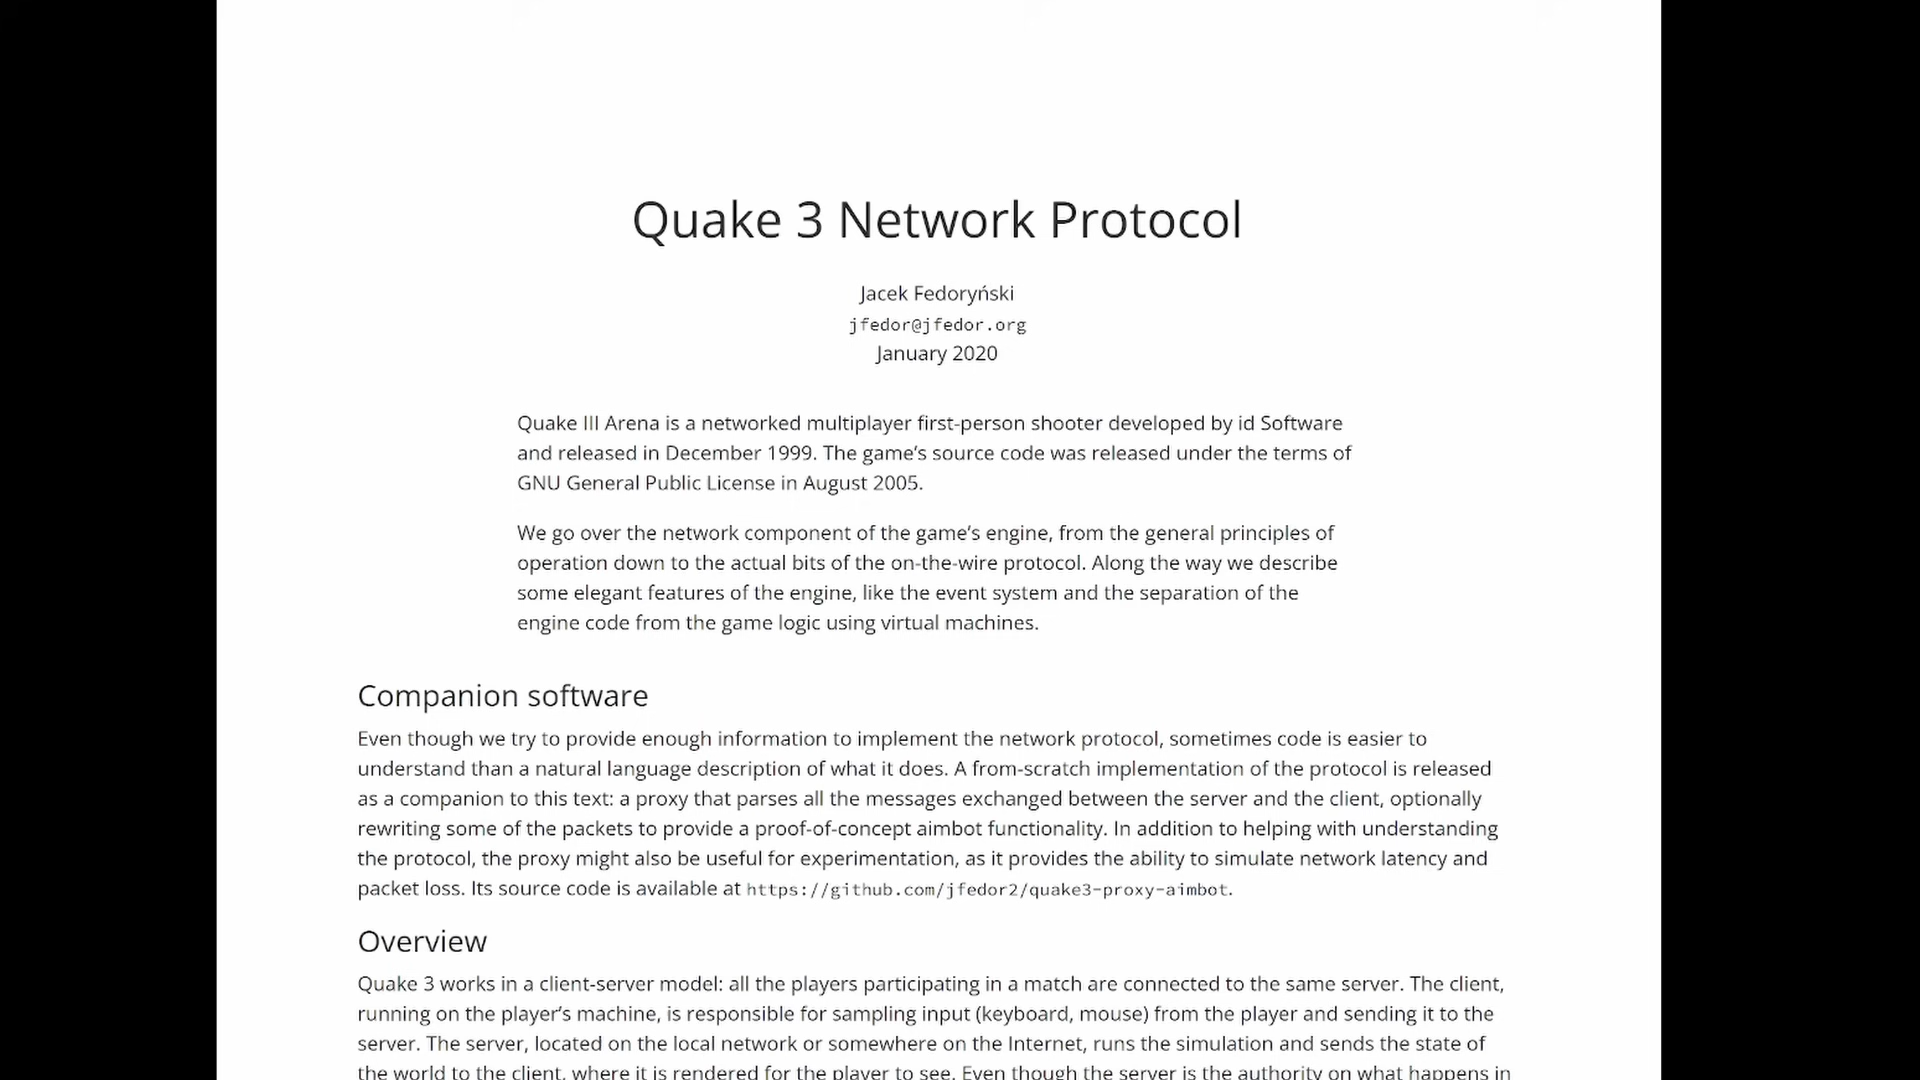 Quake 3 Network Protocol
Jacek Fedoryński
jfedor@jfedor.org
January 2020
Quake III Arena is a networked multiplayer first-person shooter developed by id Software
and released in December 1999. The game’s source code was released under the terms of
GNU General Public License in August 2005.
We go over the network component of the game’s engine, from the general principles of
operation down to the actual bits of the on-the-wire protocol. Along the way we describe
some elegant features of the engine, like the event system and the separation of the
engine code from the game logic using virtual machines.
Companion software
Even though we try to provide enough information to implement the network protocol, sometimes code is easier to
understand than a natural language description of what it does. A from-scratch implementation of the protocol is released
as a companion to this text: a proxy that parses all the messages exchanged between the server and the client, optionally
rewriting some of the packets to provide a proof-of-concept aimbot functionality. In addition to helping with understanding
the protocol, the proxy might also be useful for experimentation, as it provides the ability to simulate network latency and
packet loss. Its source code is available at https://github.com/jfedor2/quake3-proxy-aimbot.
Overview
Quake 3 works in a client-server model: all the players participating in a match are connected to the same server. The client,
running on the player’s machine, is responsible for sampling input (keyboard, mouse) from the player and sending it to the
server. The server, located on the local network or somewhere on the Internet, runs the simulation and sends the state of
the world to the client, where it is rendered for the player to see. Even though the server is the authority on what happens in